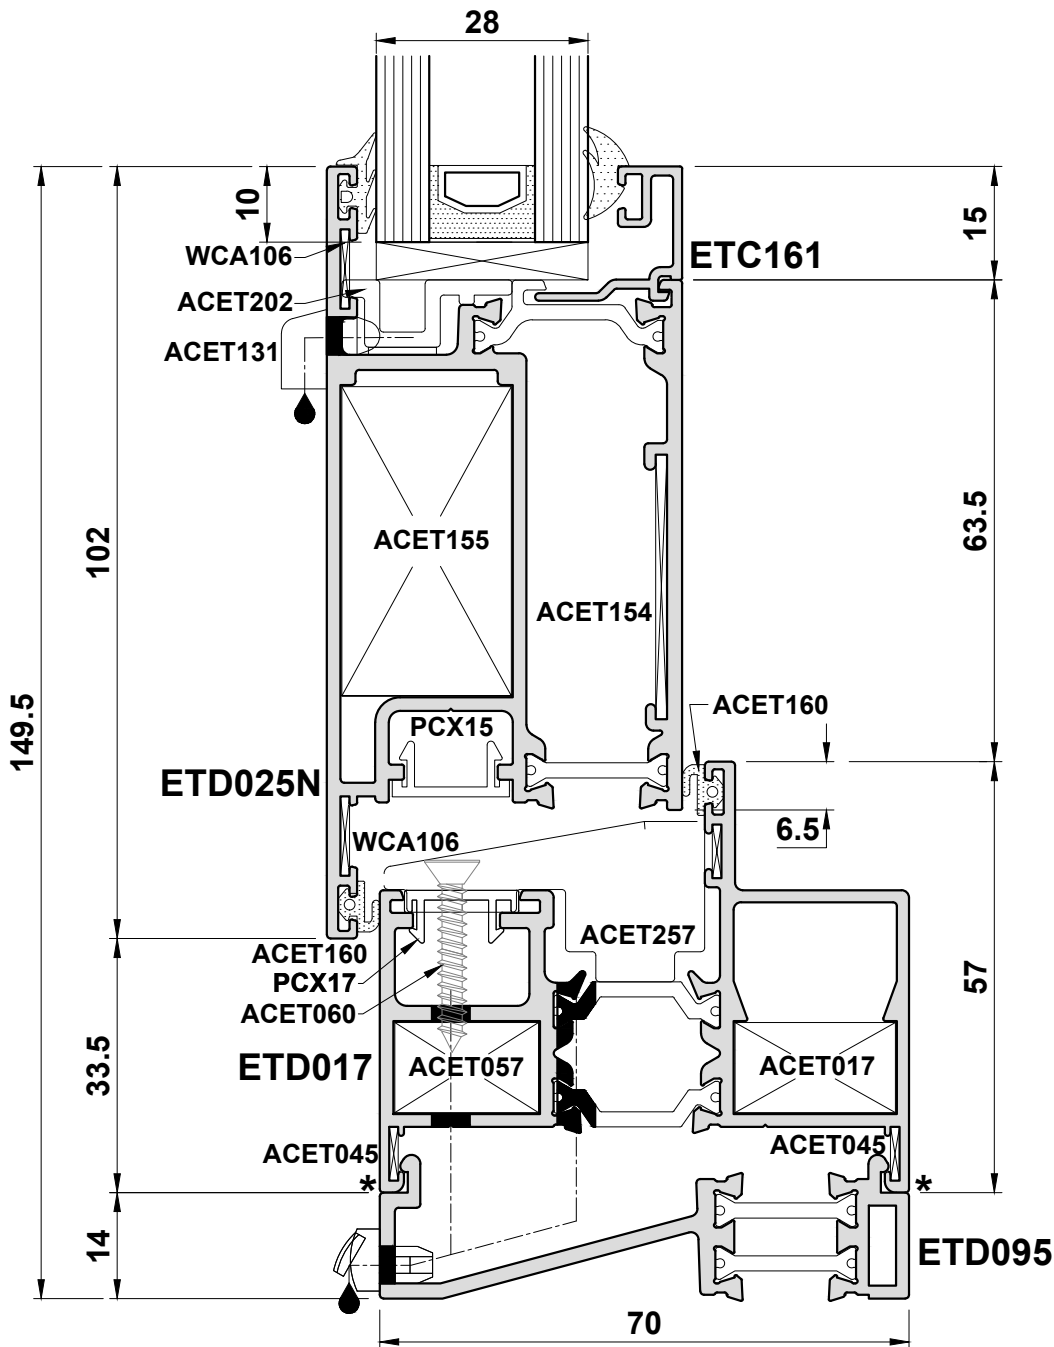 28
10
15
WCA106
ETC161
ACET202
ACET131
102
ACET155
63.5
ACET154
149.5
ACET160
PCX15
ETD025N
6.5
WCA106
ACET257
ACET160
PCX17
57
ACET060
33.5
ETD017
ACET057
ACET017
ACET045
ACET045
*
*
14
ETD095
70